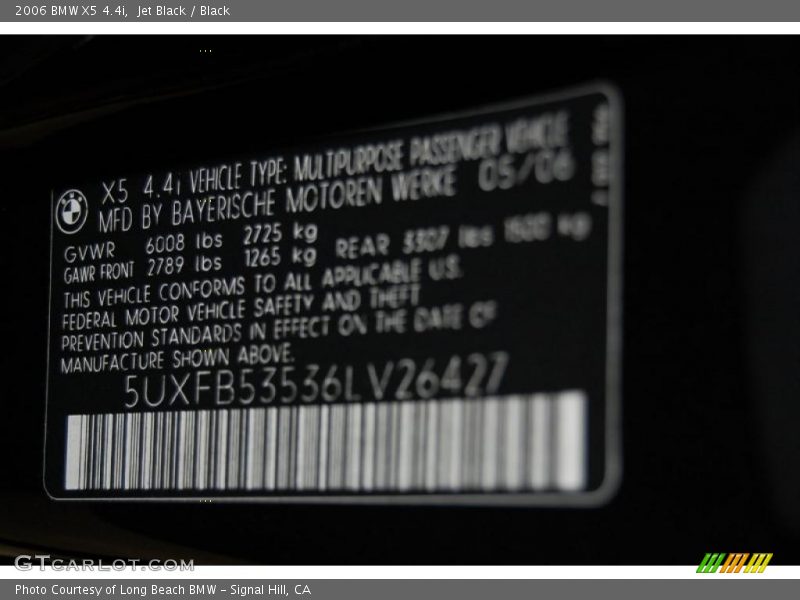 2006 BMW X5 4.4i, Jet Black / Black
X5 4.4i VEHICLE TYPE: MULTIPURPOSE PASSENGER VEHICLE
MFD BY BAYERISCHE MOTOREN WERKE 05/06
GVWR 6008 lbs 2725 kg
GAWR FRONT 2789 lbs 1265 kg REAR 3307 lbs 1500 kg
THIS VEHICLE CONFORMS TO ALL APPLICABLE U.S.
FEDERAL MOTOR VEHICLE SAFETY AND THEFT
PREVENTION STANDARDS IN EFFECT ON THE DATE OF
MANUFACTURE SHOWN ABOVE.
5UXFB53536LV26427
GTCARLOT.COM
Photo Courtesy of Long Beach BMW - Signal Hill, CA